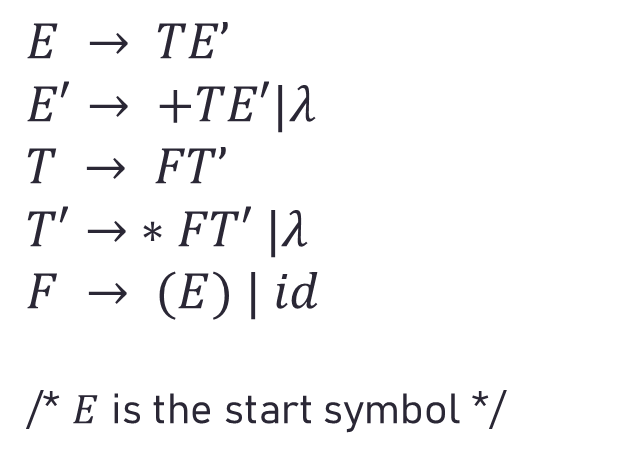 E → TE’
E′ → +TE′|λ
T → FT’
T′ → * FT′ |λ
F → (E) | id
/* E is the start symbol */